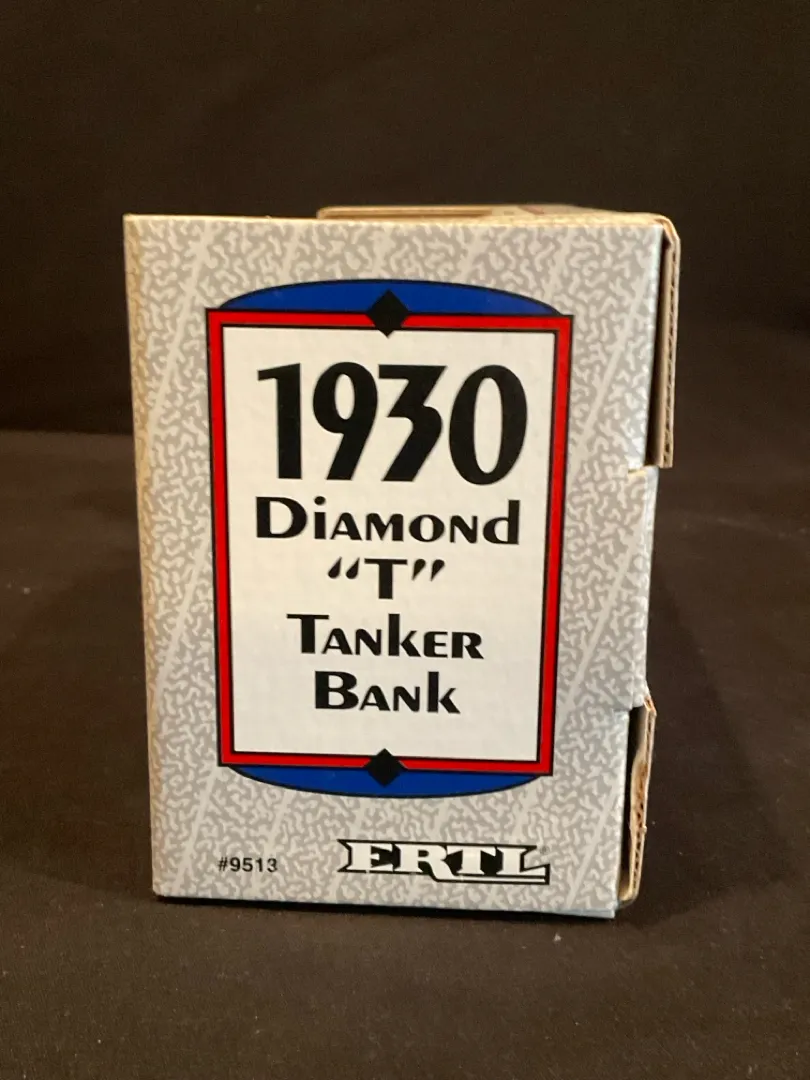 1930
Diamond
"T"
Tanker
Bank
#9513
ERTL®